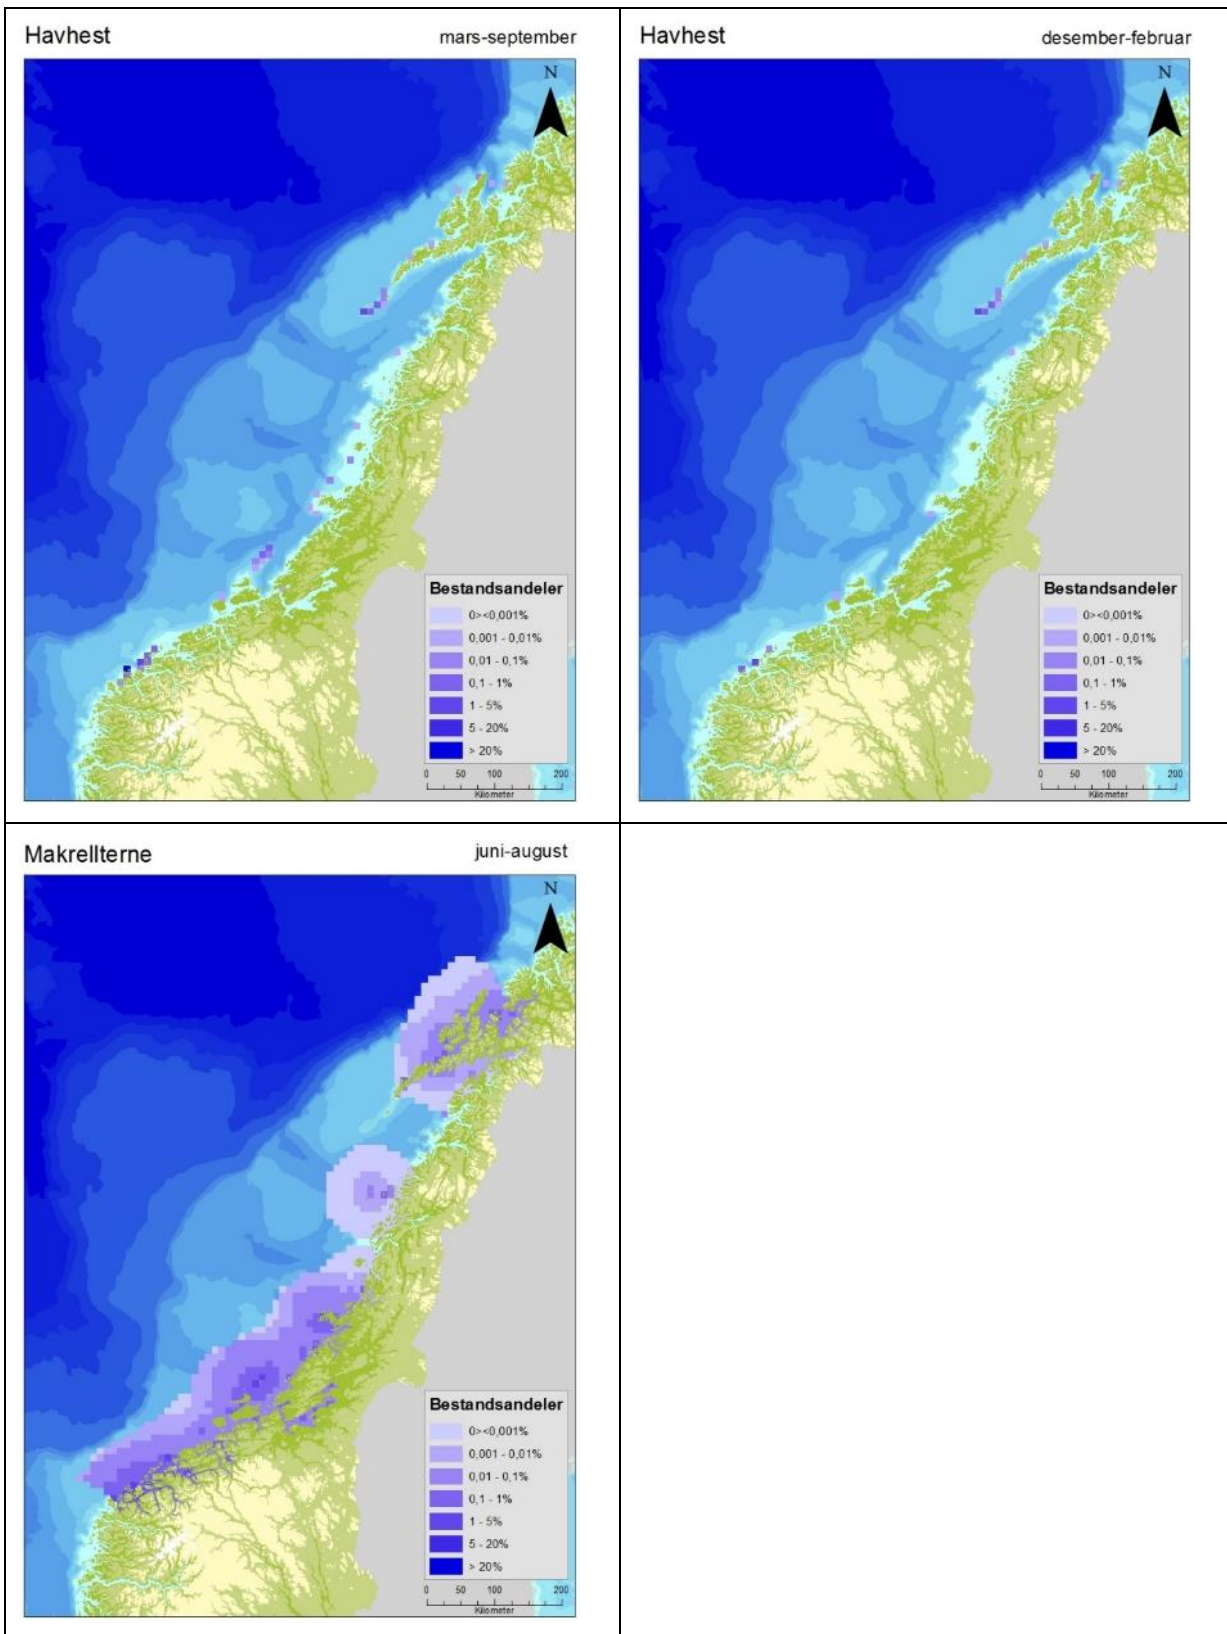 Havhest mars-september
N
Bestandsandeler
0><0,001%
0,001 - 0,01%
0,01 - 0,1%
0,1 - 1%
1 - 5%
5 - 20%
> 20%
0 50 100 200
Kilometer
Havhest desember-februar
N
Bestandsandeler
0><0,001%
0,001 - 0,01%
0,01 - 0,1%
0,1 - 1%
1 - 5%
5 - 20%
> 20%
0 50 100 200
Kilometer
Makrellterne juni-august
N
Bestandsandeler
0><0,001%
0,001 - 0,01%
0,01 - 0,1%
0,1 - 1%
1 - 5%
5 - 20%
> 20%
0 50 100 200
Kilometer